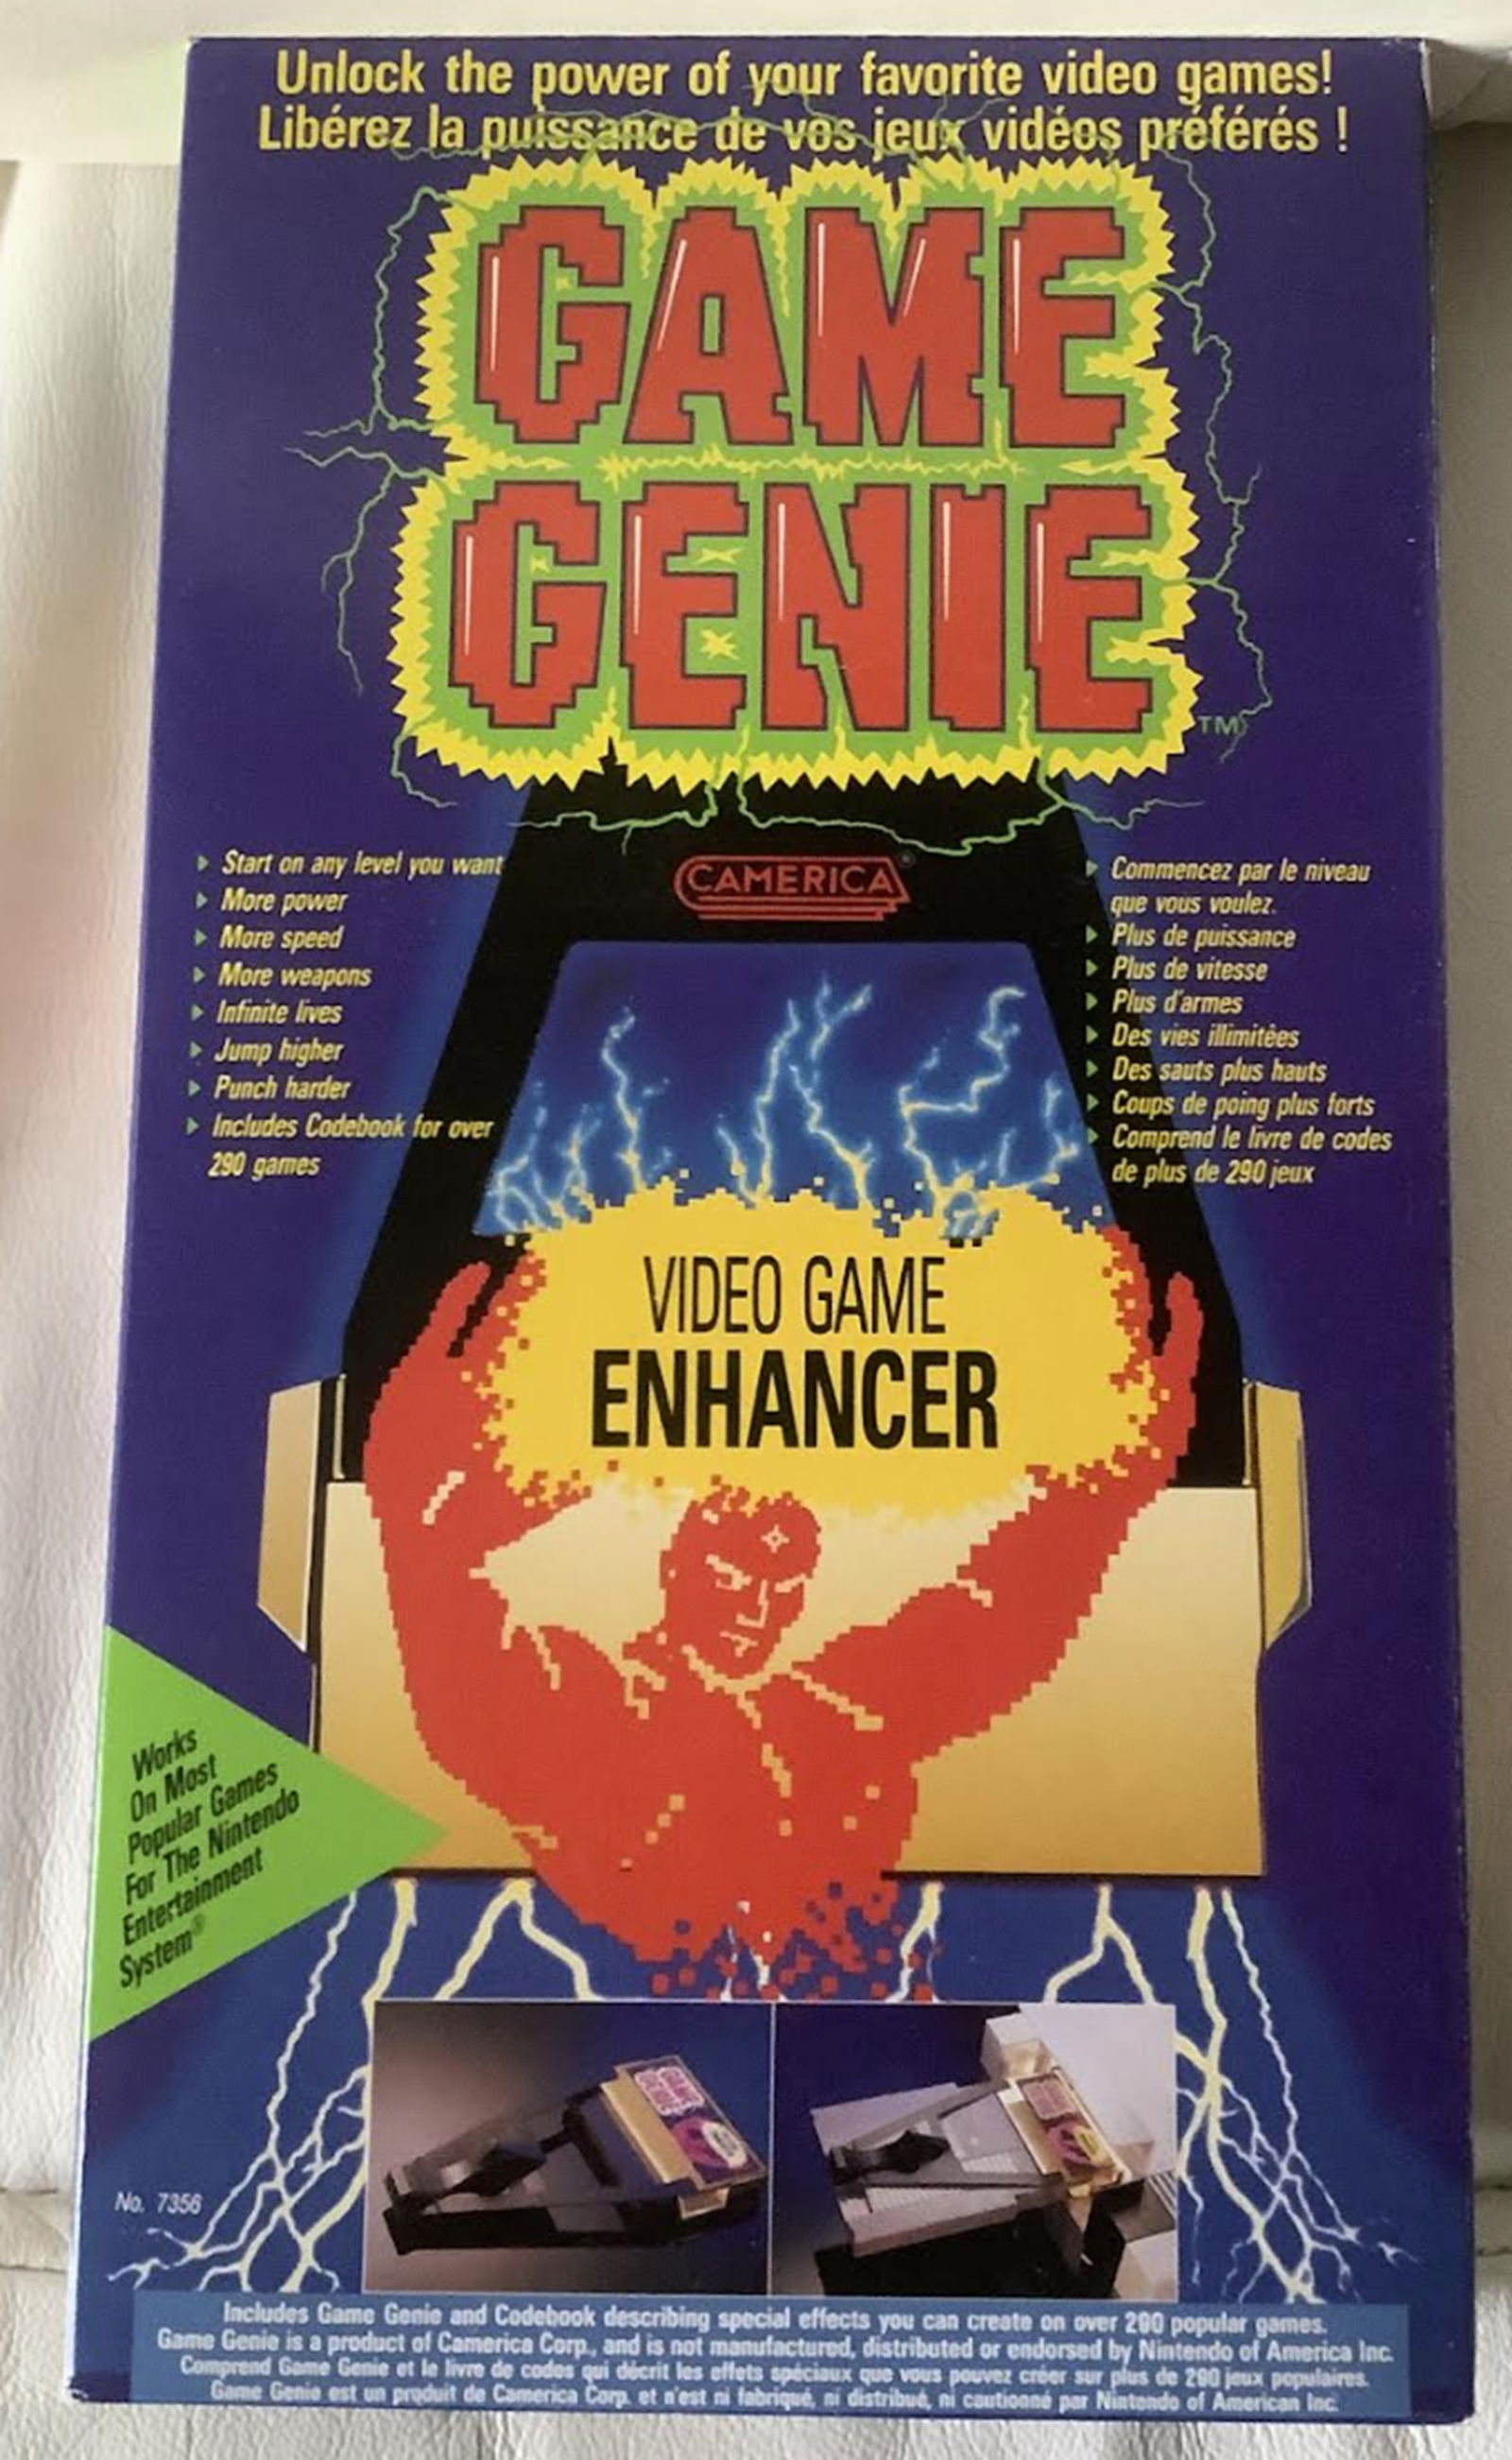 Unlock the power of your favorite video games!
Libérez la puissance de vos jeux vidéos préférés !
GAME
GENIE
TM
CAMERICA®
Start on any level you want
More power
More speed
More weapons
Infinite lives
Jump higher
Punch harder
Includes Codebook for over
290 games
Commencez par le niveau
que vous voulez.
Plus de puissance
Plus de vitesse
Plus d'armes
Des vies illimitées
Des sauts plus hauts
Coups de poing plus forts
Comprend le livre de codes
de plus de 290 jeux
VIDEO GAME
ENHANCER
Works
On Most
Popular Games
For The Nintendo
Entertainment
System®
No. 7356
Includes Game Genie and Codebook describing special effects you can create on over 290 popular games.
Game Genie is a product of Camerica Corp., and is not manufactured, distributed or endorsed by Nintendo of America Inc.
Comprend Game Genie et le livre de codes qui décrit les effets spéciaux que vous pouvez créer sur plus de 290 jeux populaires.
Game Genie est un produit de Camerica Corp. et n'est ni fabriqué, ni distribué, ni cautionné par Nintendo of American Inc.